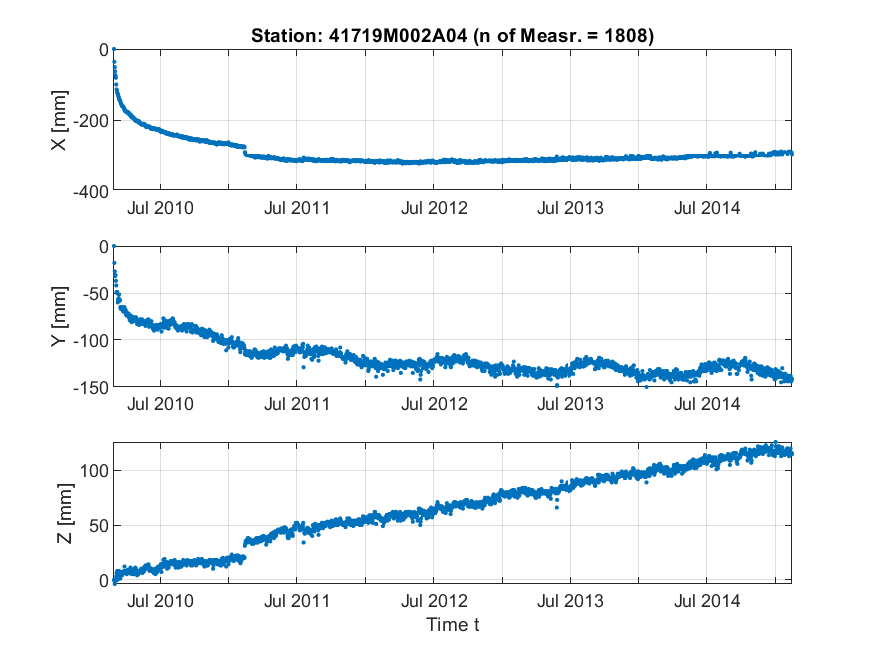 Station: 41719M002A04 (n of Measr. = 1808)
0
-200
-400
X [mm]
Jul 2010 Jul 2011 Jul 2012 Jul 2013 Jul 2014
0
-50
-100
-150
Y [mm]
Jul 2010 Jul 2011 Jul 2012 Jul 2013 Jul 2014
100
50
0
Z [mm]
Jul 2010 Jul 2011 Jul 2012 Jul 2013 Jul 2014
Time t